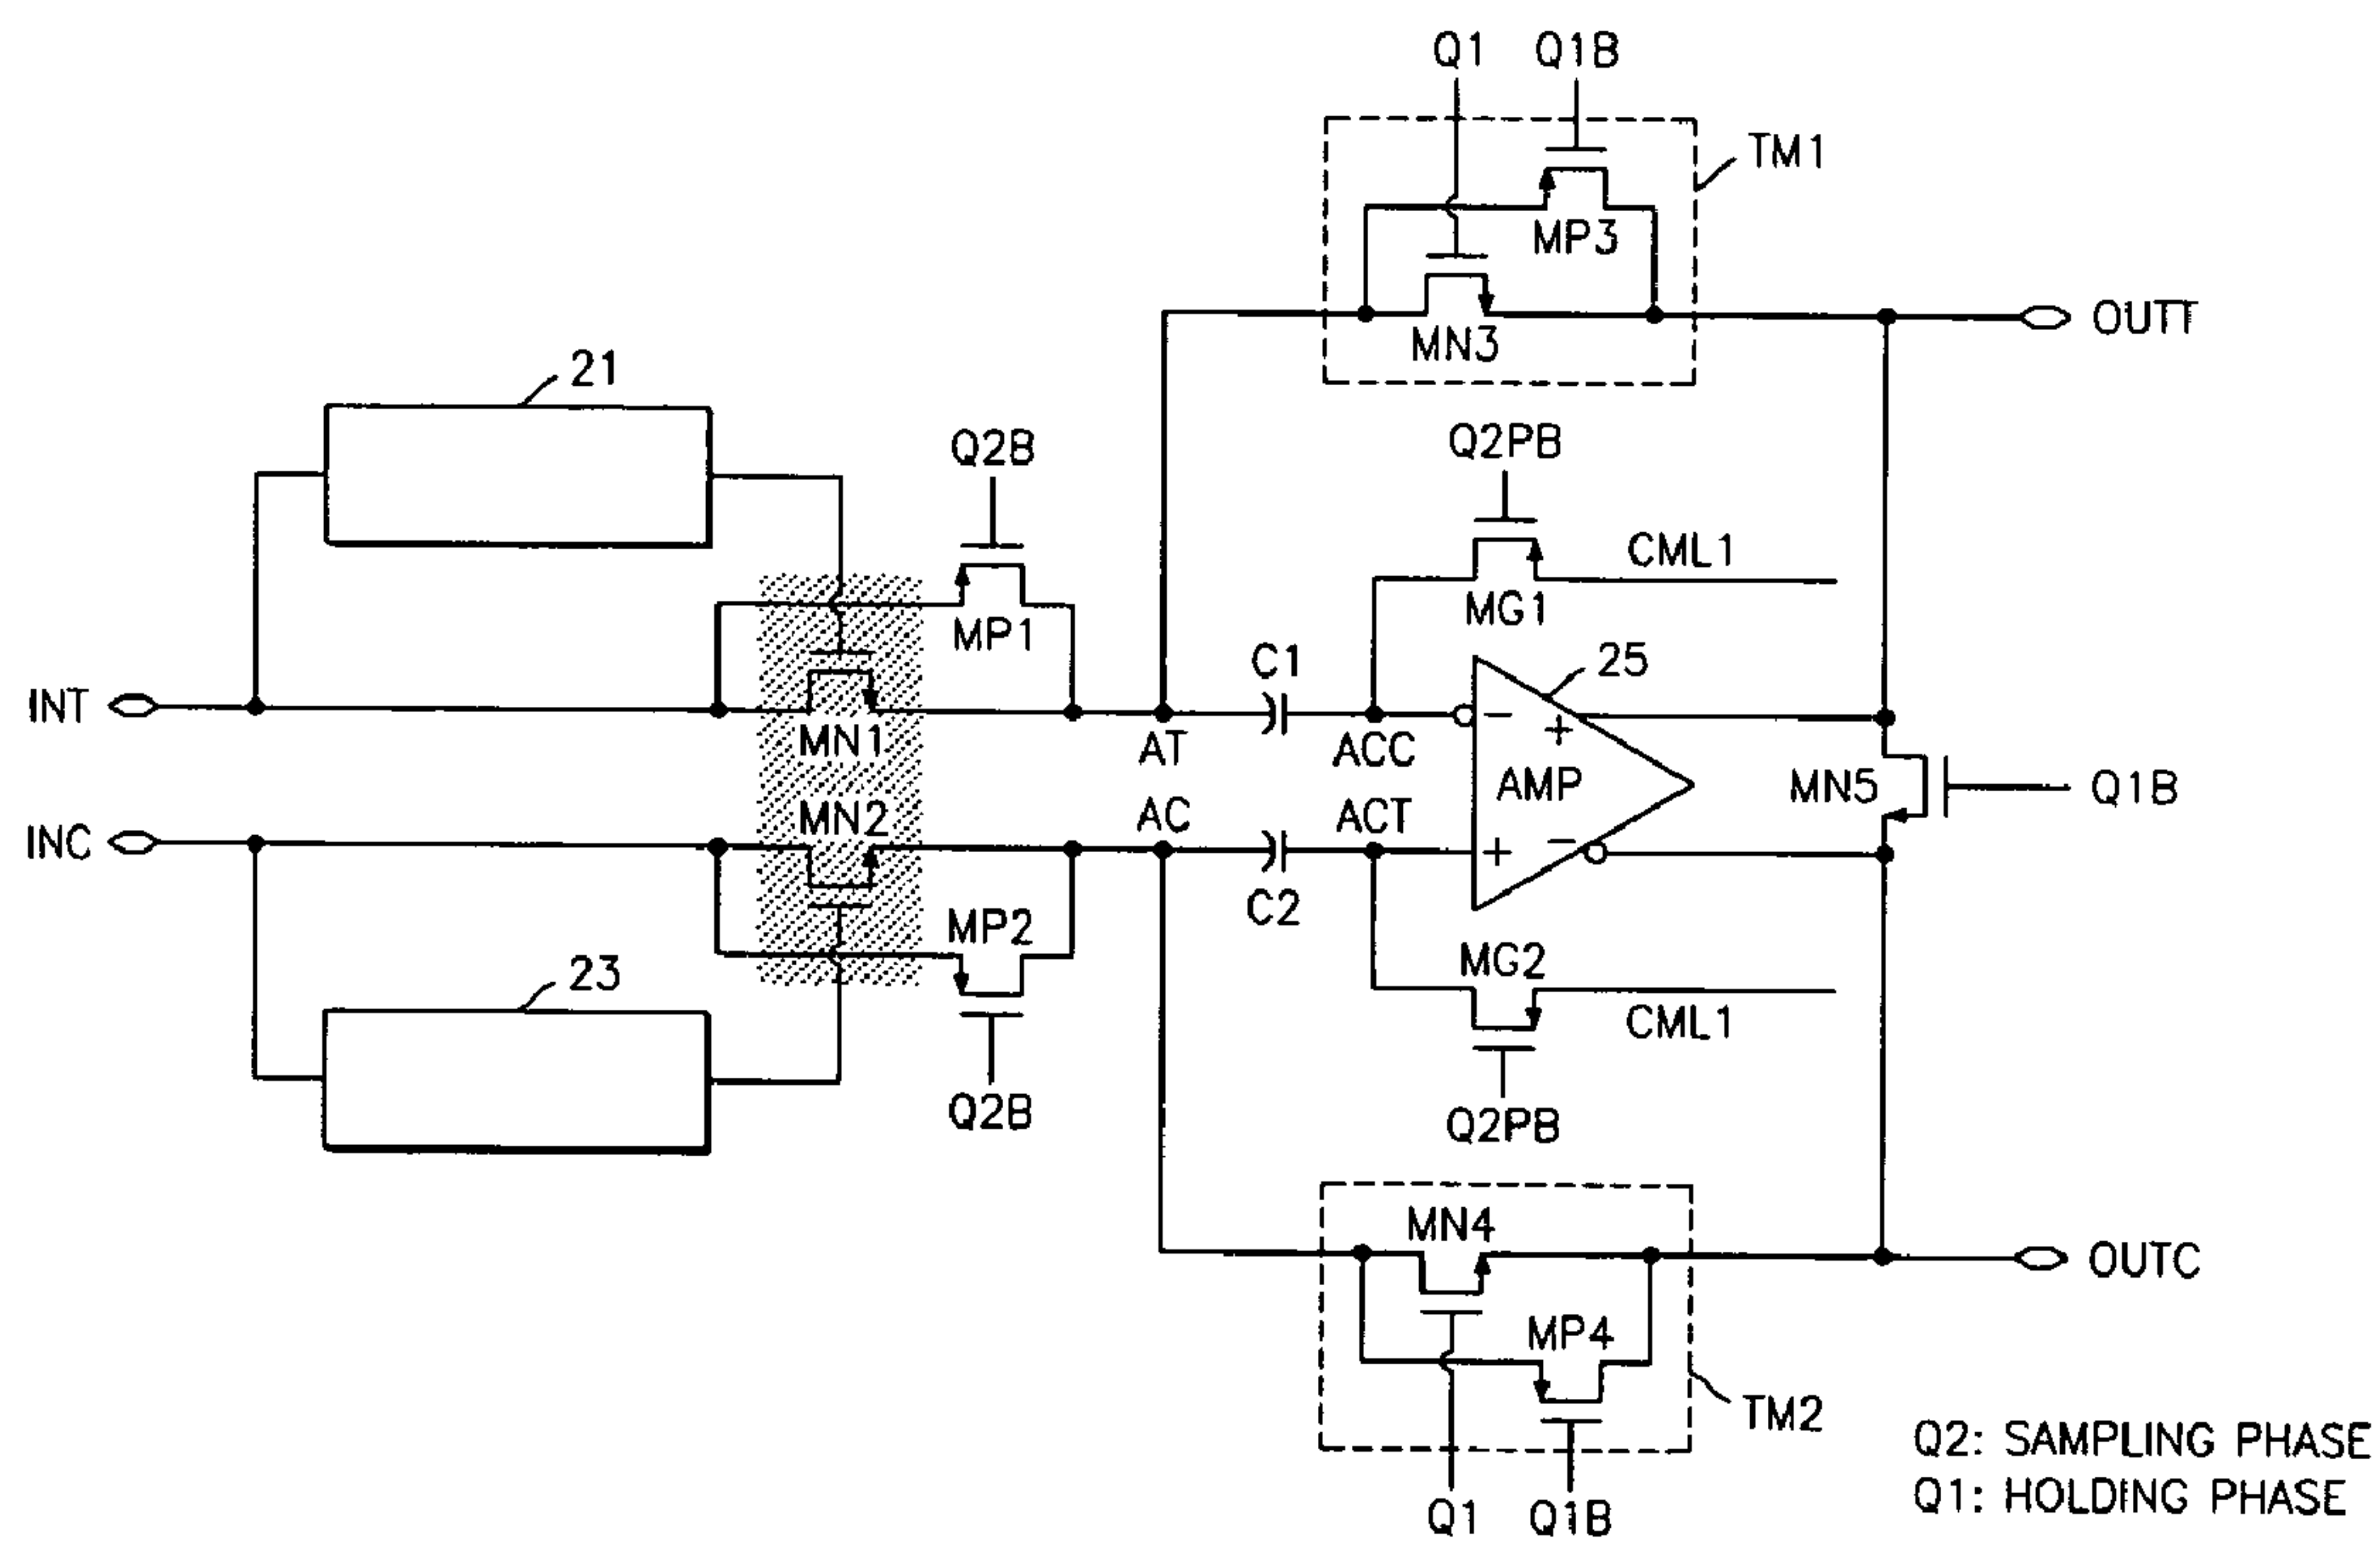 Q1
Q1B
TM1
MP3
MN3
OUTT
21
Q2B
Q2PB
CML1
MP1
MG1
C1
25
INT
MN1
AT
ACC
−
+
AMP
MN5
Q1B
INC
MN2
AC
ACT
+
−
C2
MP2
MG2
23
CML1
Q2B
Q2PB
MN4
OUTC
MP4
TM2
Q1
Q1B
Q2: SAMPLING PHASE
Q1: HOLDING PHASE